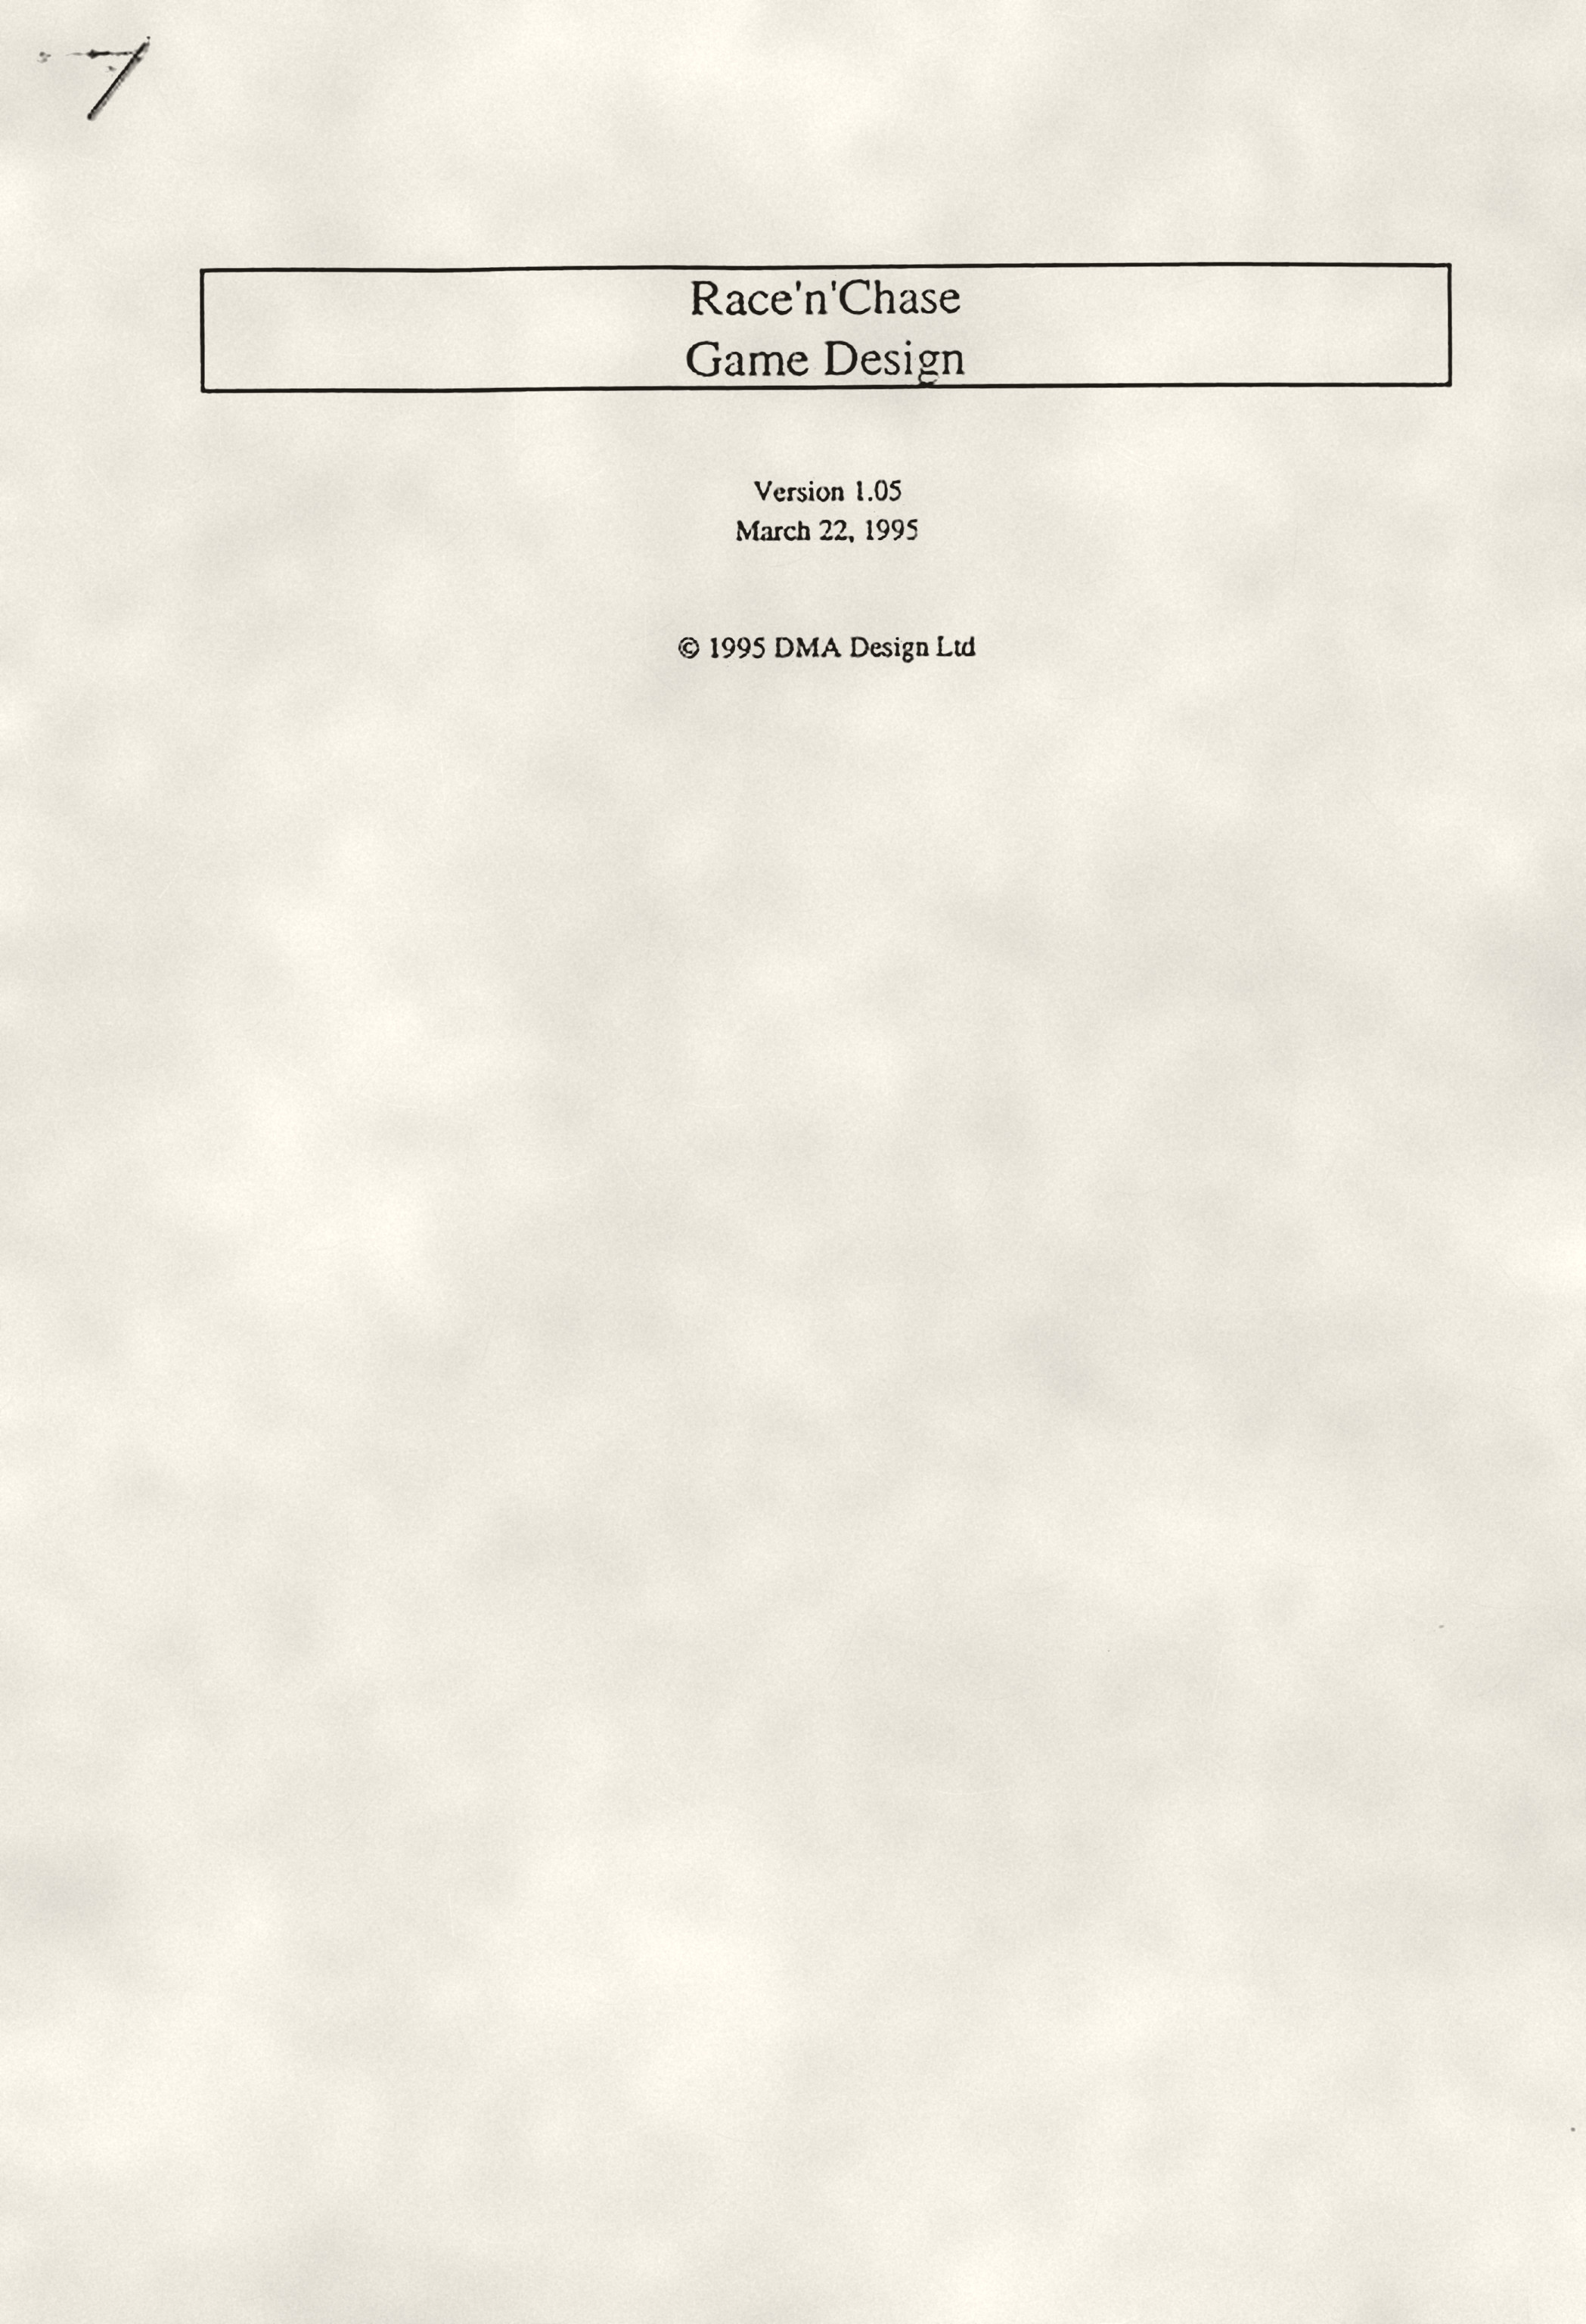 7
Race'n'Chase
Game Design
Version 1.05
March 22, 1995
© 1995 DMA Design Ltd